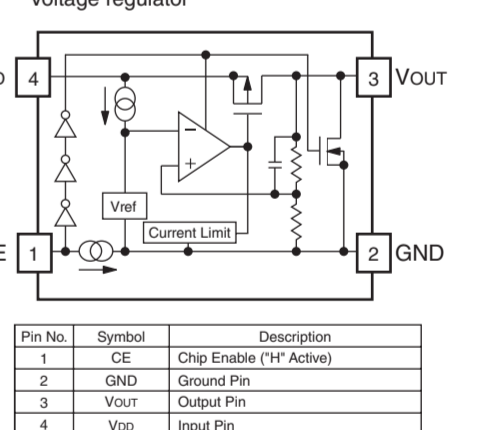 voltage regulator
4
3 VOUT
Vref
Current Limit
1
2 GND
Pin No. Symbol Description
1 CE Chip Enable ("H" Active)
2 GND Ground Pin
3 VOUT Output Pin
4 VDD Input Pin